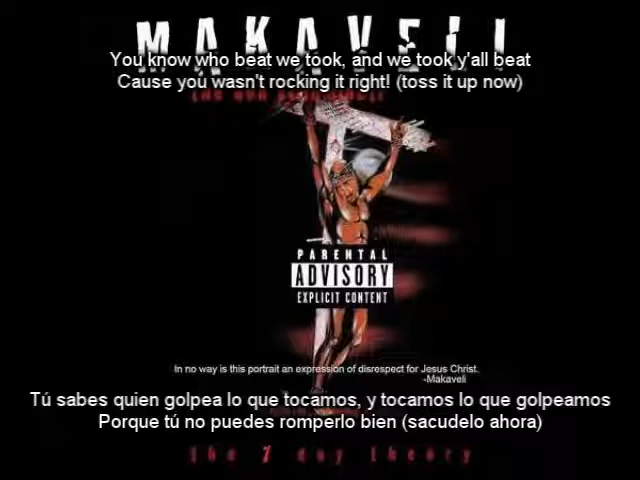 MAKAVELI
You know who beat we took, and we took y'all beat
Cause you wasn't rocking it right! (toss it up now)
PARENTAL
ADVISORY
EXPLICIT CONTENT
In no way is this portrait an expression of disrespect for Jesus Christ.
-Makaveli
Tú sabes quien golpea lo que tocamos, y tocamos lo que golpeamos
Porque tú no puedes romperlo bien (sacudelo ahora)
the 7 day theory